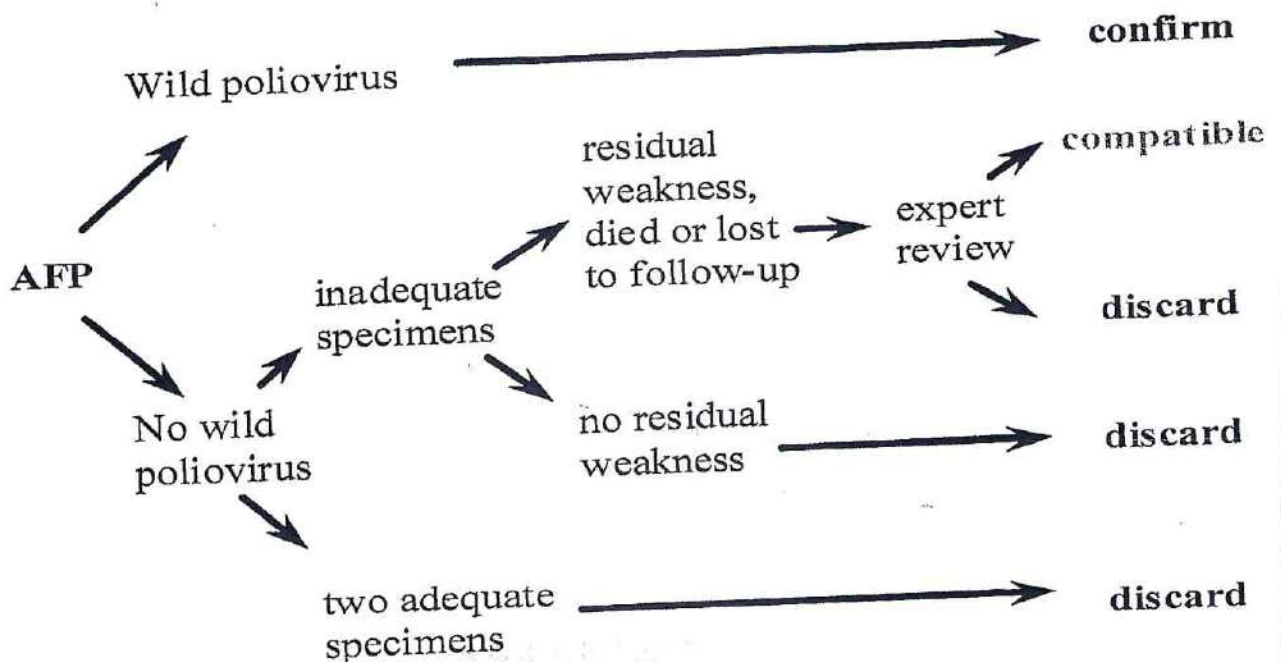 confirm
Wild poliovirus
compatible
residual
weakness,
died or lost
to follow-up
expert
review
AFP
inadequate
specimens
discard
No wild
poliovirus
no residual
weakness
discard
two adequate
specimens
discard